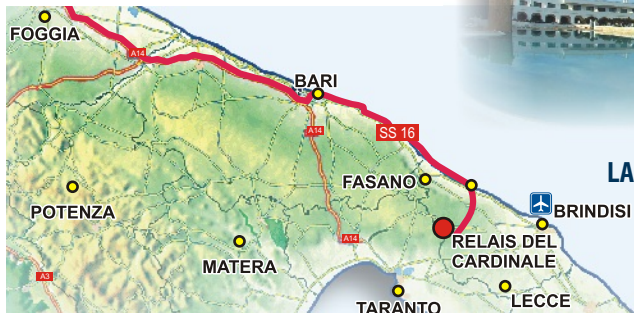 FOGGIA
A14
BARI
A14
SS 16
LA
FASANO
POTENZA
BRINDISI
RELAIS DEL
CARDINALE
A14
MATERA
A3
TARANTO
LECCE